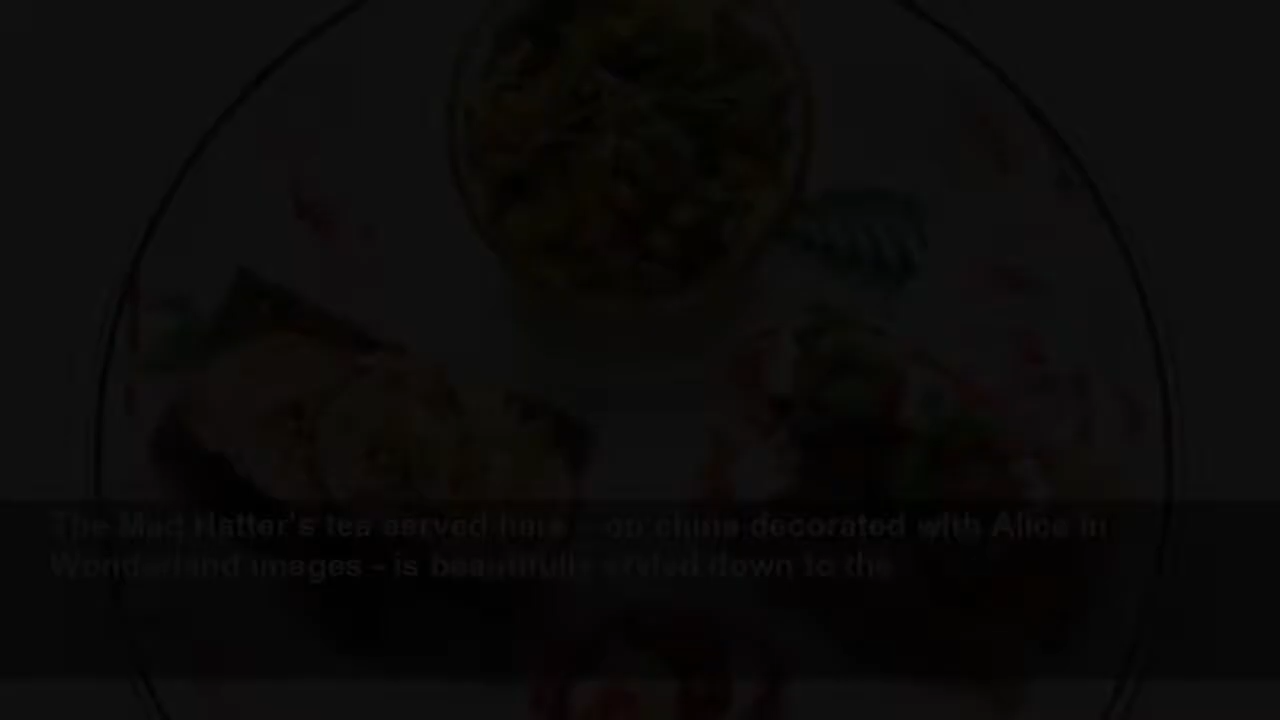 The Mad Hatter's tea served here - on china decorated with Alice in
Wonderland images - is beautifully styled down to the